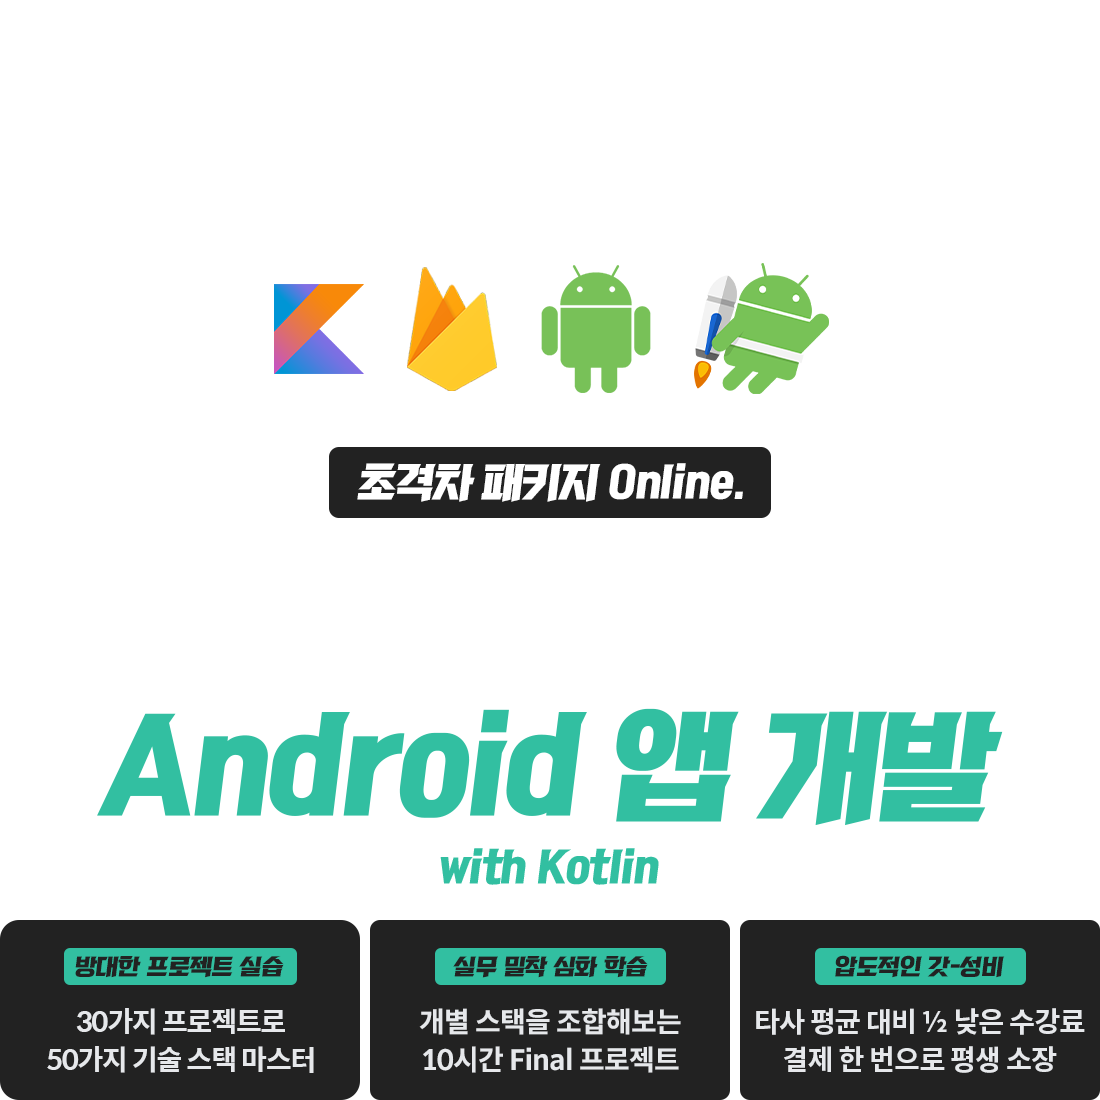 초격차 패키지 Online.
Android 앱 개발
with Kotlin
방대한 프로젝트 실습
30가지 프로젝트로
50가지 기술 스택 마스터
실무 밀착 심화 학습
개별 스택을 조합해보는
10시간 Final 프로젝트
압도적인 갓-성비
타사 평균 대비 ½ 낮은 수강료
결제 한 번으로 평생 소장